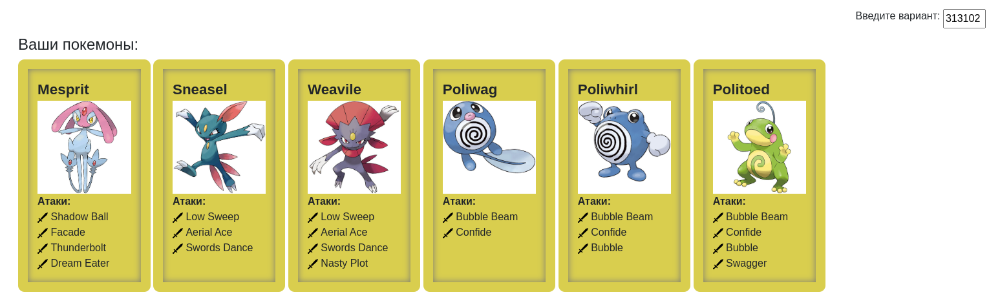 Введите вариант: 313102
Ваши покемоны:
Mesprit
Атаки:
Shadow Ball
Facade
Thunderbolt
Dream Eater
Sneasel
Атаки:
Low Sweep
Aerial Ace
Swords Dance
Weavile
Атаки:
Low Sweep
Aerial Ace
Swords Dance
Nasty Plot
Poliwag
Атаки:
Bubble Beam
Confide
Poliwhirl
Атаки:
Bubble Beam
Confide
Bubble
Politoed
Атаки:
Bubble Beam
Confide
Bubble
Swagger